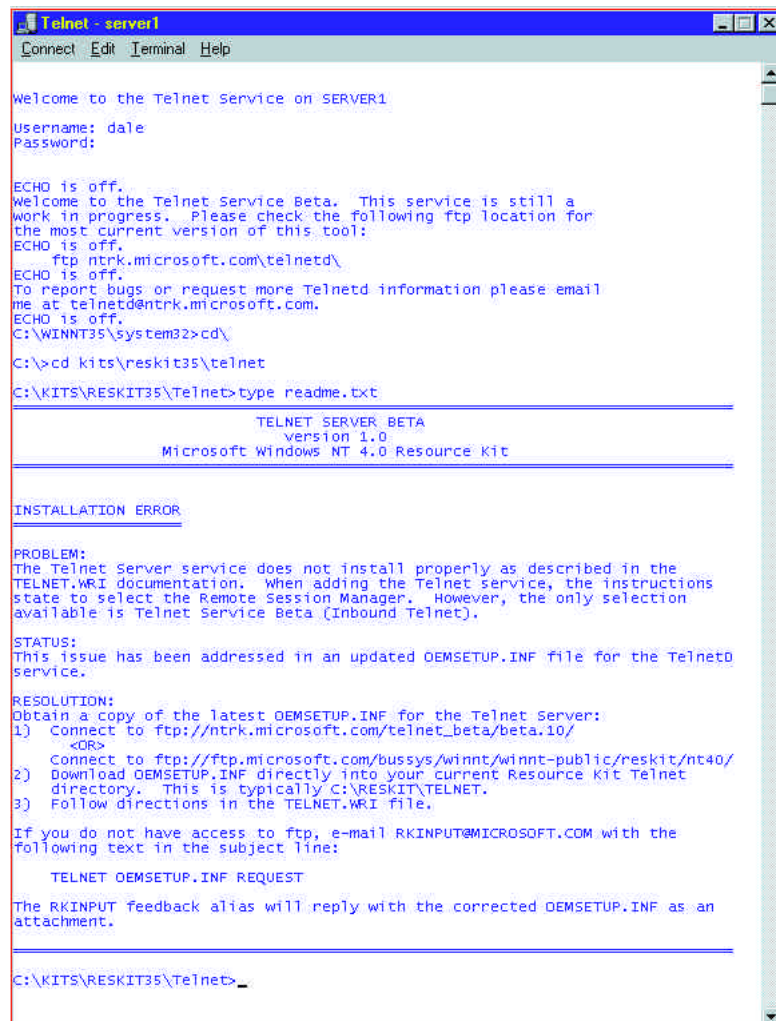 Telnet - server1
Connect Edit Terminal Help
Welcome to the Telnet Service on SERVER1
Username: dale
Password:
ECHO is off.
Welcome to the Telnet Service Beta. This service is still a
work in progress. Please check the following ftp location for
the most current version of this tool:
ECHO is off.
ftp ntrk.microsoft.com\telnetd\
ECHO is off.
To report bugs or request more Telnetd information please email
me at telnetd@ntrk.microsoft.com.
ECHO is off.
C:\WINNT35\system32>cd\
C:\>cd kits\reskit35\telnet
C:\KITS\RESKIT35\Telnet>type readme.txt
TELNET SERVER BETA
version 1.0
Microsoft Windows NT 4.0 Resource Kit
INSTALLATION ERROR
PROBLEM:
The Telnet Server service does not install properly as described in the
TELNET.WRI documentation. When adding the Telnet service, the instructions
state to select the Remote Session Manager. However, the only selection
available is Telnet Service Beta (Inbound Telnet).
STATUS:
This issue has been addressed in an updated OEMSETUP.INF file for the TelnetD
service.
RESOLUTION:
Obtain a copy of the latest OEMSETUP.INF for the Telnet Server:
1) Connect to ftp://ntrk.microsoft.com/telnet_beta/beta.10/
<OR>
Connect to ftp://ftp.microsoft.com/bussys/winnt/winnt-public/reskit/nt40/
2) Download OEMSETUP.INF directly into your current Resource Kit Telnet
directory. This is typically C:\RESKIT\TELNET.
3) Follow directions in the TELNET.WRI file.
If you do not have access to ftp, e-mail RKINPUT@MICROSOFT.COM with the
following text in the subject line:
TELNET OEMSETUP.INF REQUEST
The RKINPUT feedback alias will reply with the corrected OEMSETUP.INF as an
attachment.
C:\KITS\RESKIT35\Telnet>_